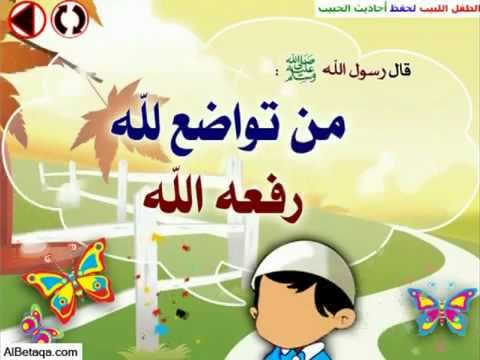 الطفل اللبيب لحفظ أحاديث الحبيب
قال رسول الله ﷺ :
من تواضع لله
رفعه الله
AlBetaqa.com